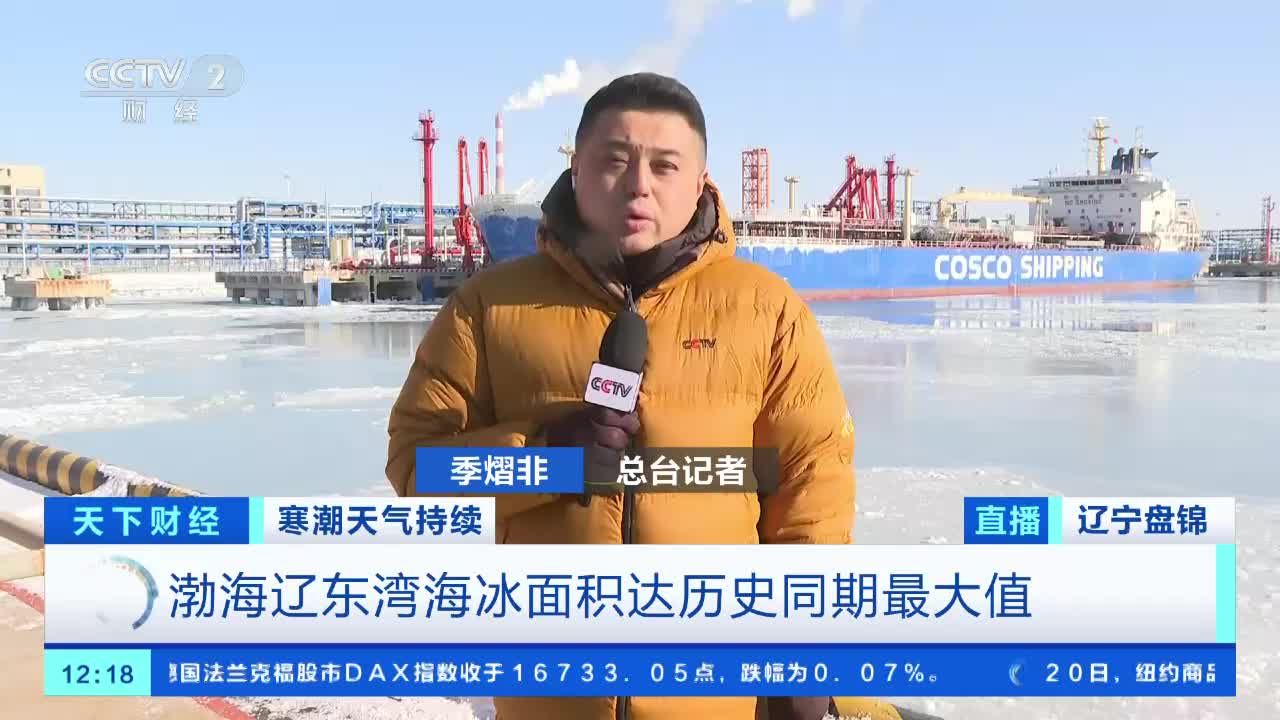 CCTV 2
财 经
COSCO SHIPPING
CCTV
CCTV
季熠非 总台记者
天下财经 寒潮天气持续 直播 辽宁盘锦
渤海辽东湾海冰面积达历史同期最大值
12:18 德国法兰克福股市DAX指数收于16733.05点，跌幅为0.07%。 20日，纽约商品